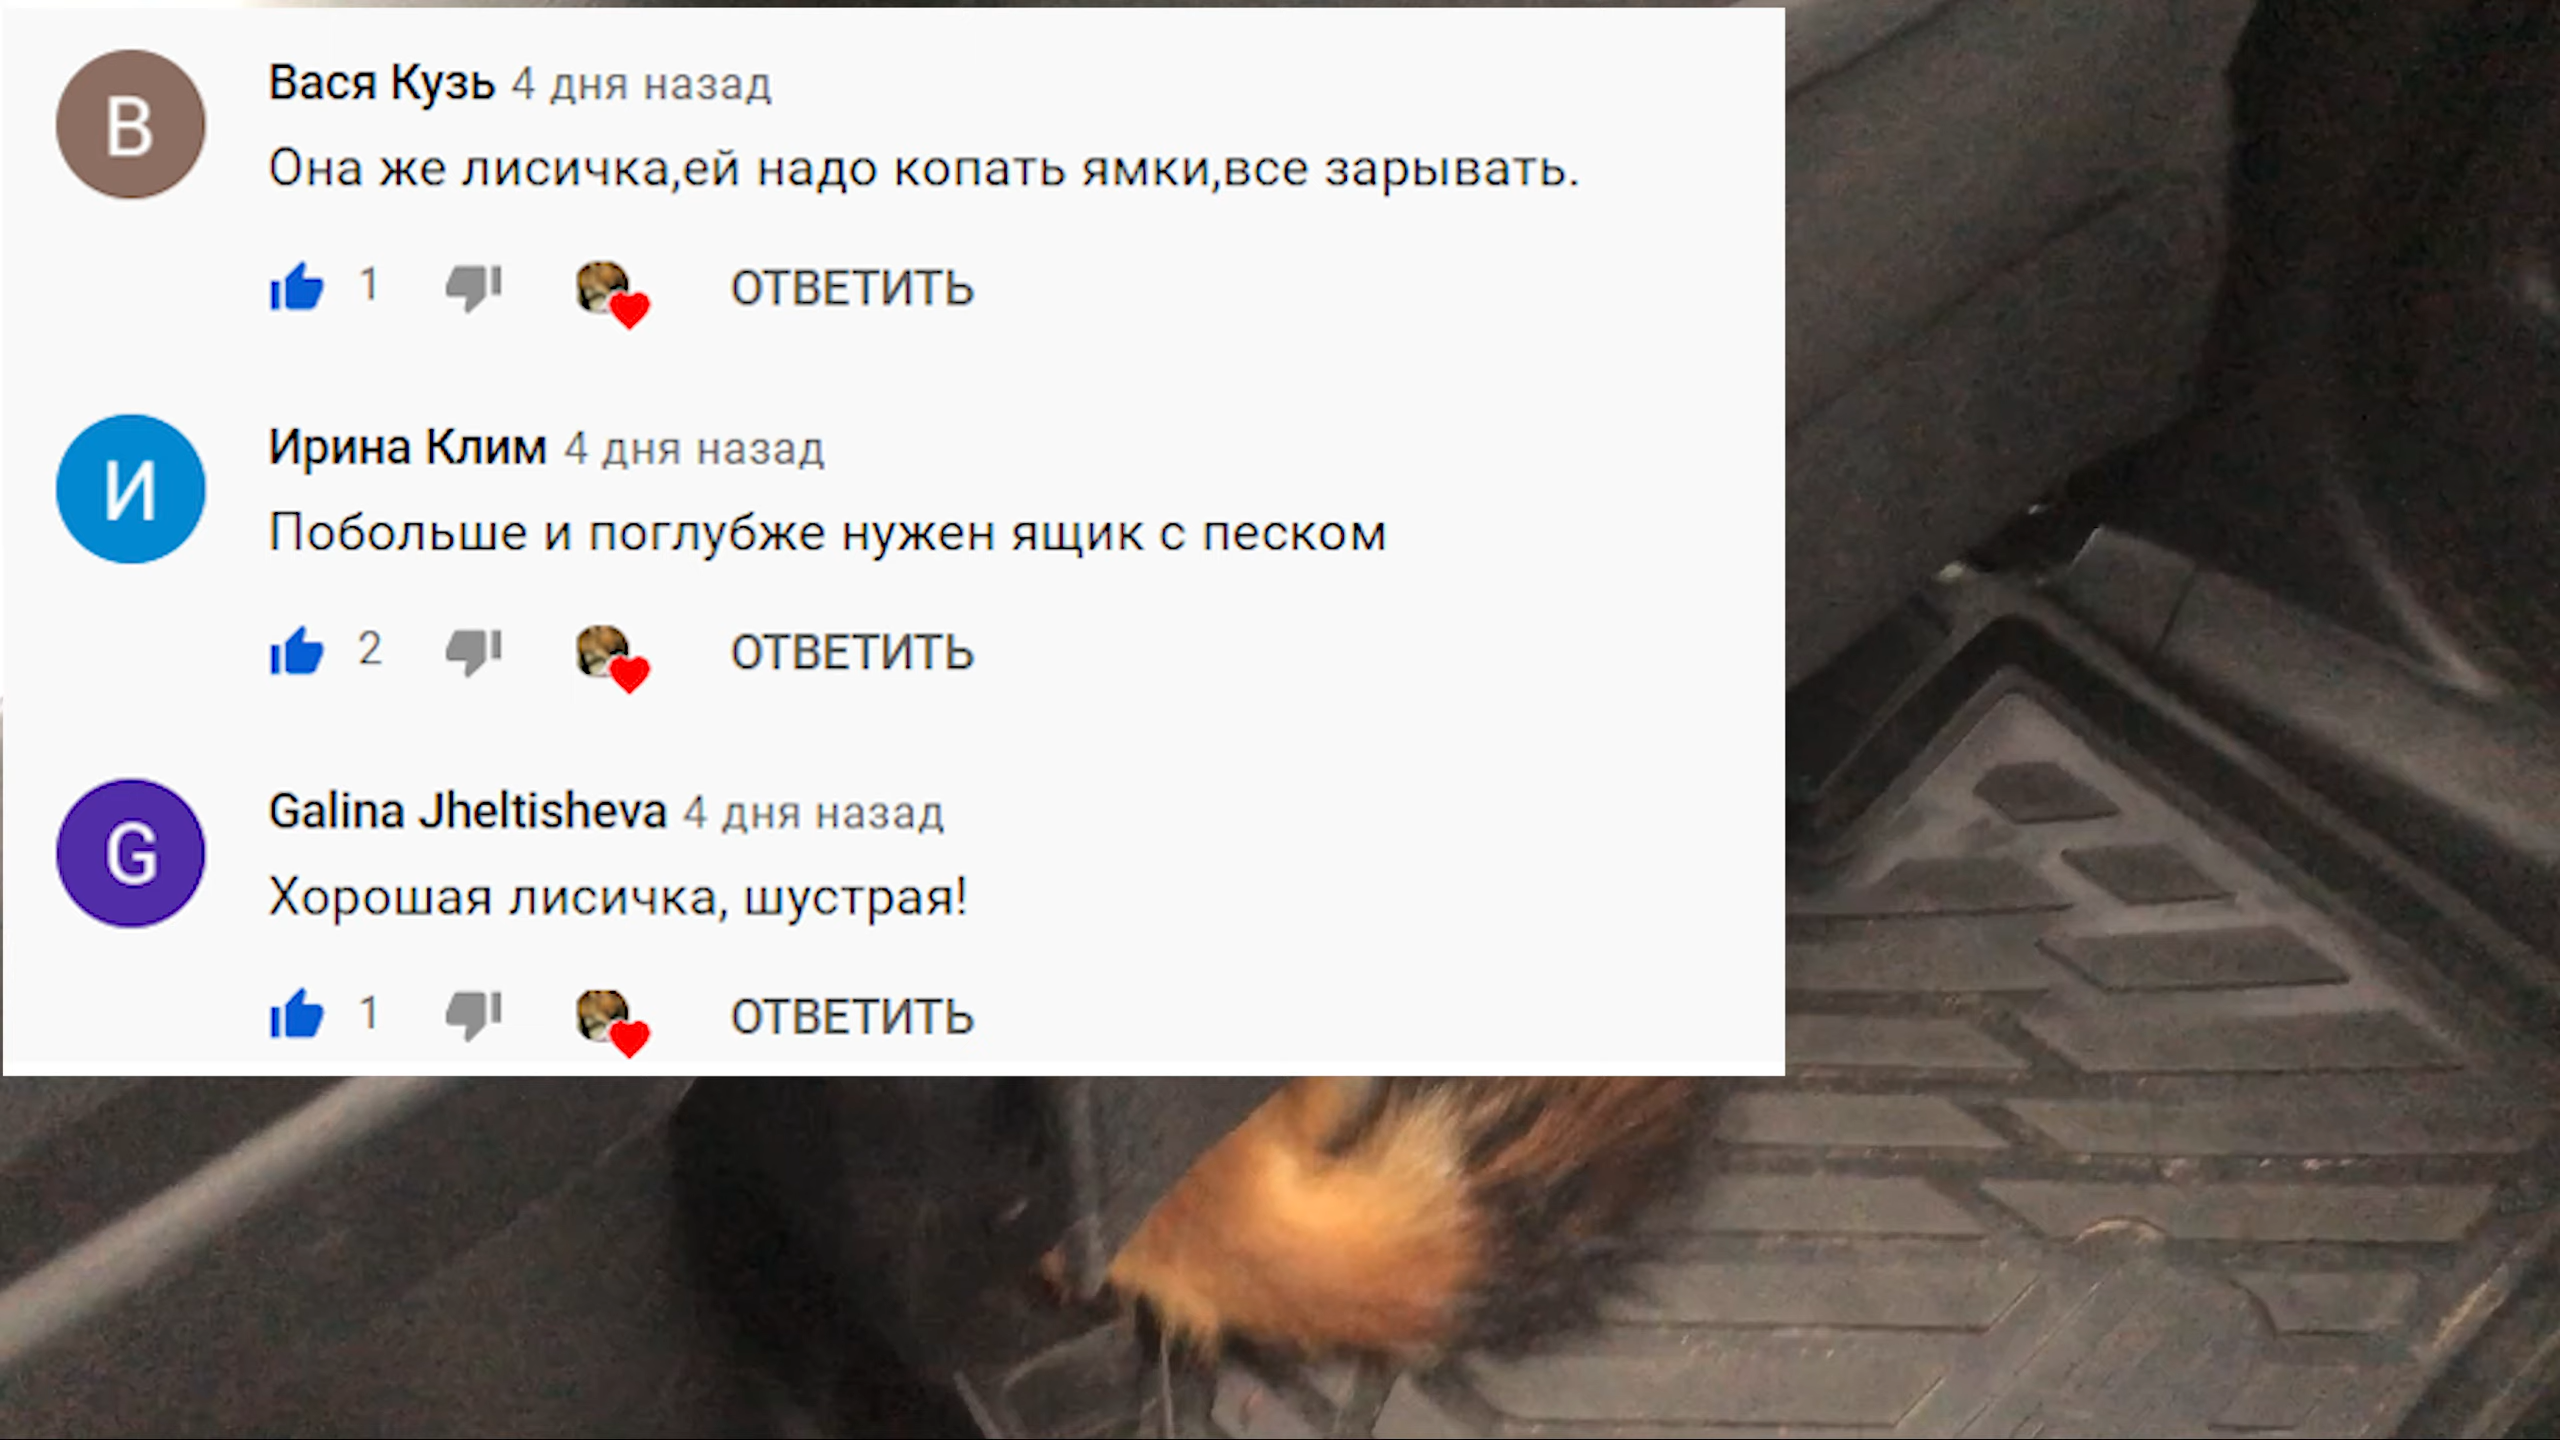 В
Вася Кузь 4 дня назад
Она же лисичка,ей надо копать ямки,все зарывать.
1 ОТВЕТИТЬ
И
Ирина Клим 4 дня назад
Побольше и поглубже нужен ящик с песком
2 ОТВЕТИТЬ
G
Galina Jheltisheva 4 дня назад
Хорошая лисичка, шустрая!
1 ОТВЕТИТЬ